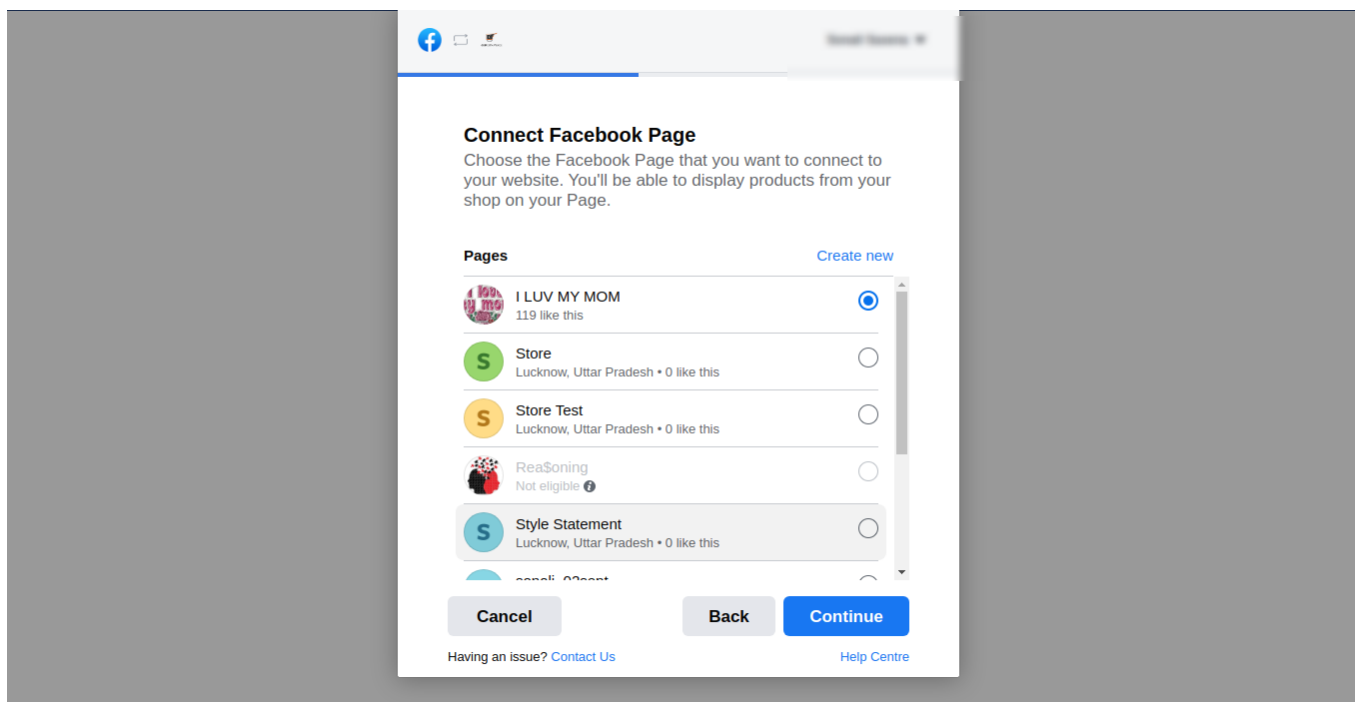 Connect Facebook Page
Choose the Facebook Page that you want to connect to
your website. You'll be able to display products from your
shop on your Page.
Pages
Create new
I LUV MY MOM
119 like this
S
Store
Lucknow, Uttar Pradesh • 0 like this
S
Store Test
Lucknow, Uttar Pradesh • 0 like this
Rea$oning
Not eligible
S
Style Statement
Lucknow, Uttar Pradesh • 0 like this
Cancel
Back
Continue
Having an issue? Contact Us
Help Centre